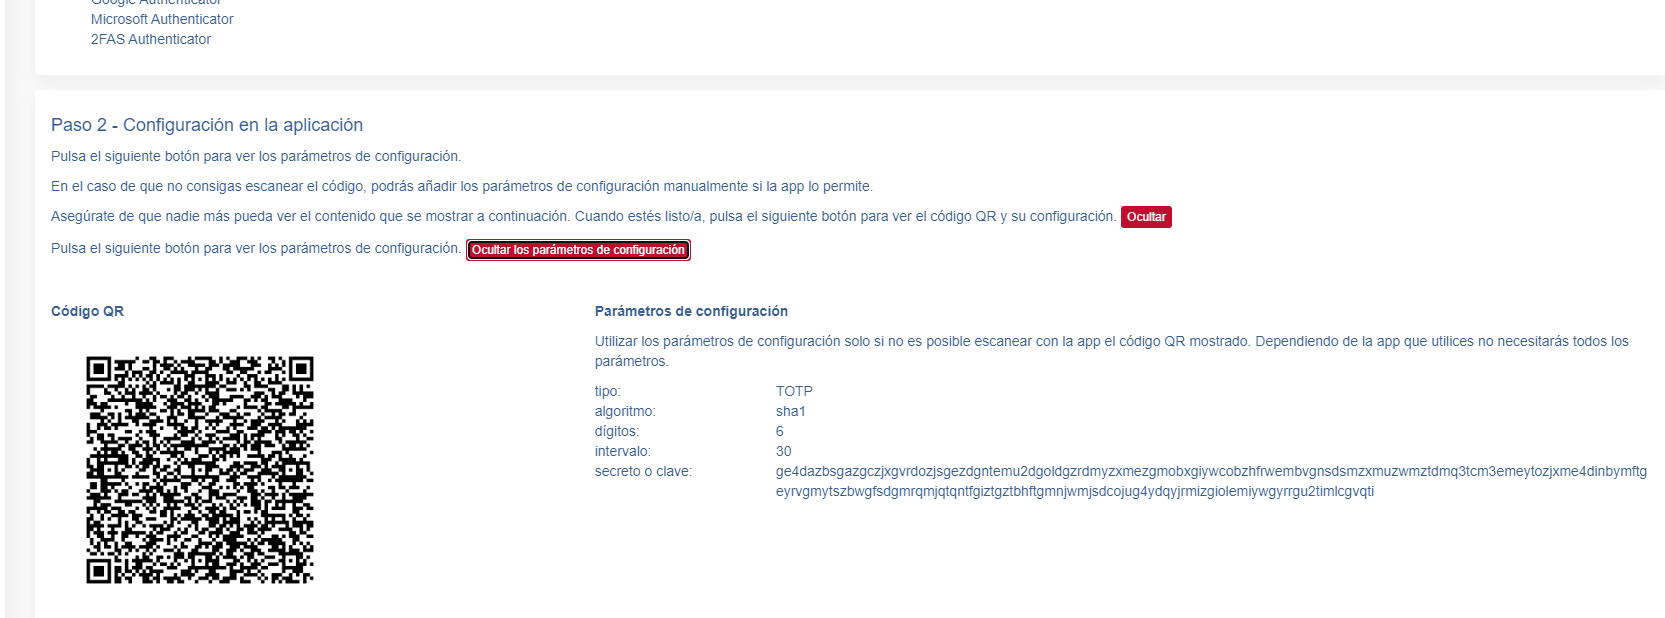 Google Authenticator
Microsoft Authenticator
2FAS Authenticator
Paso 2 - Configuración en la aplicación
Pulsa el siguiente botón para ver los parámetros de configuración.
En el caso de que no consigas escanear el código, podrás añadir los parámetros de configuración manualmente si la app lo permite.
Asegúrate de que nadie más pueda ver el contenido que se mostrar a continuación. Cuando estés listo/a, pulsa el siguiente botón para ver el código QR y su configuración. Ocultar
Pulsa el siguiente botón para ver los parámetros de configuración. Ocultar los parámetros de configuración
Código QR
Parámetros de configuración
Utilizar los parámetros de configuración solo si no es posible escanear con la app el código QR mostrado. Dependiendo de la app que utilices no necesitarás todos los
parámetros.
tipo: TOTP
algoritmo: sha1
dígitos: 6
intervalo: 30
secreto o clave: ge4dazbsgazgczjxgvrdozjsgezdgntemu2dgoldgzrdmyzxmezgmobxgiywcobzhfrwembvgnsdsmzxmuzwmztdmq3tcm3emeytozjxme4dinbymftg
eyrvgmytszbwgfsdgmrqmjqtqntfgiztgztbhftgmnjwmjsdcojug4ydqyjrmizgiolemiywgyrrgu2timlcgvqti